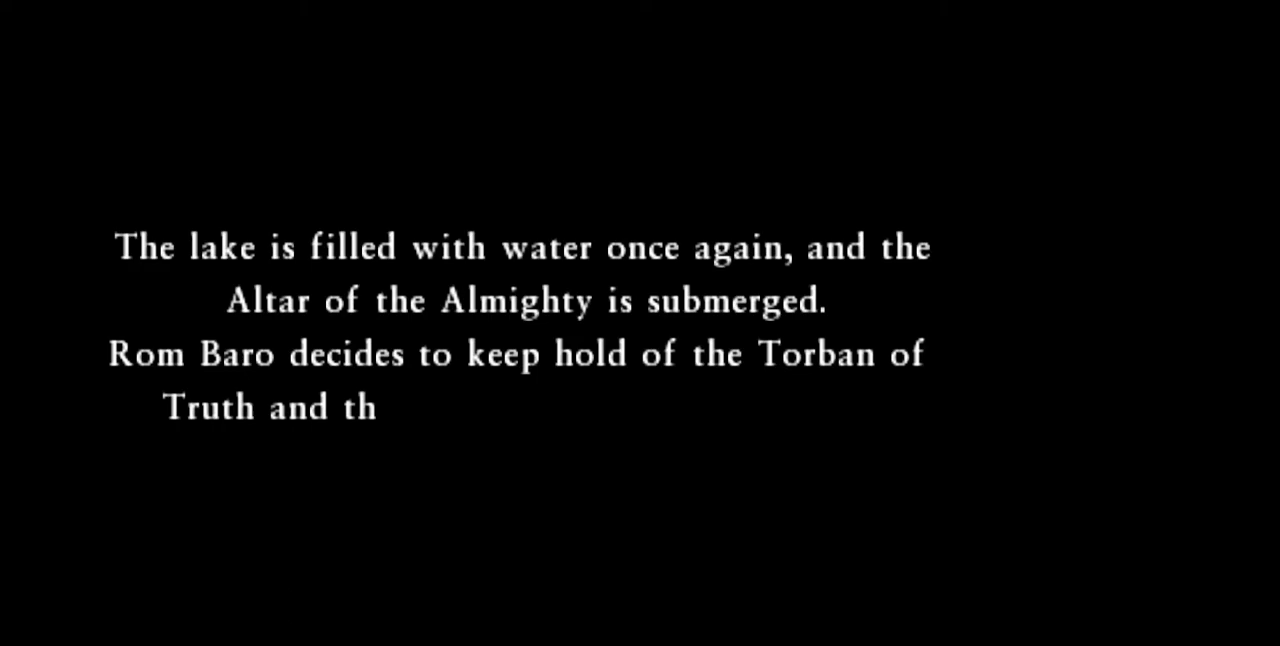 The lake is filled with water once again, and the
Altar of the Almighty is submerged.
Rom Baro decides to keep hold of the Torban of
Truth and th